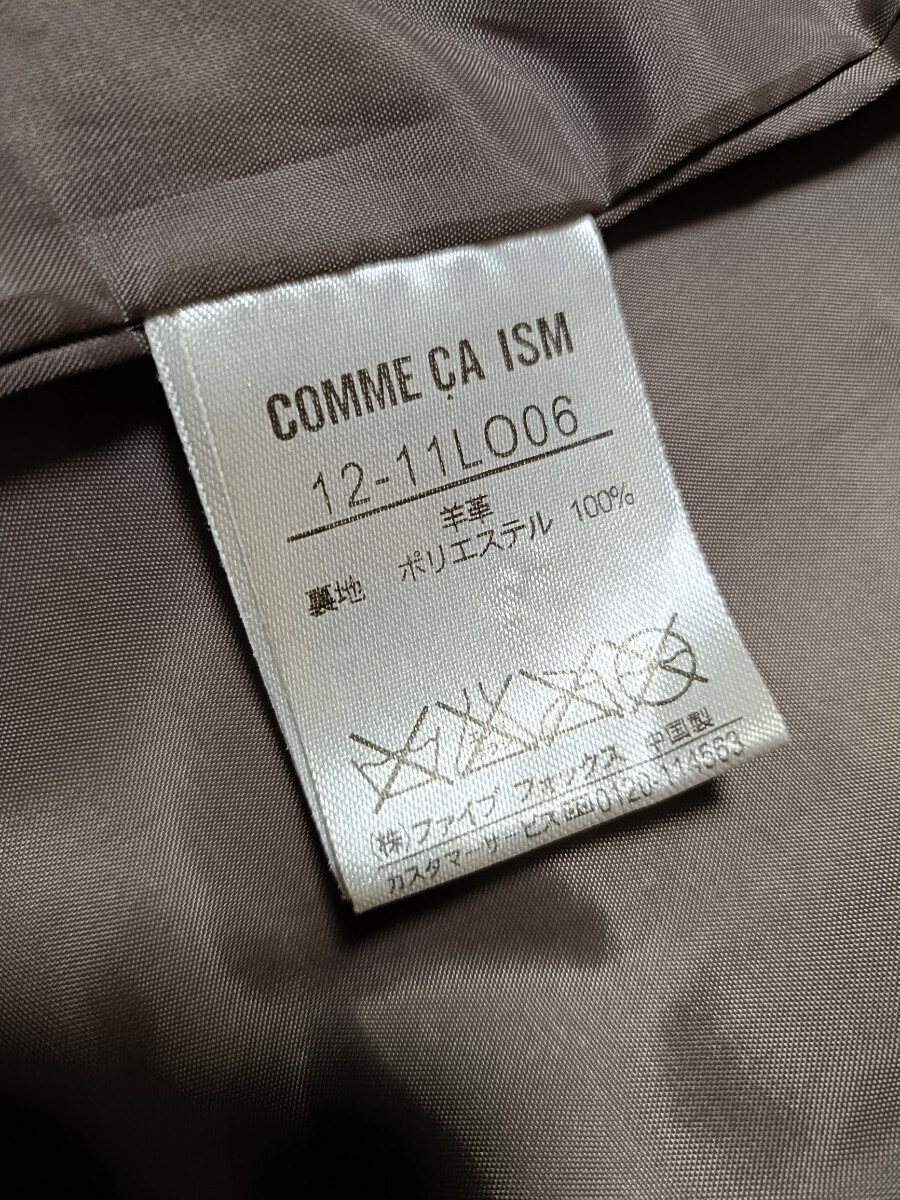 COMME ÇA ISM
12-11LO06
羊革
裏地 ポリエステル 100%
(株)ファイブ フォックス 中国製
カスタマーサービス 0120-114563